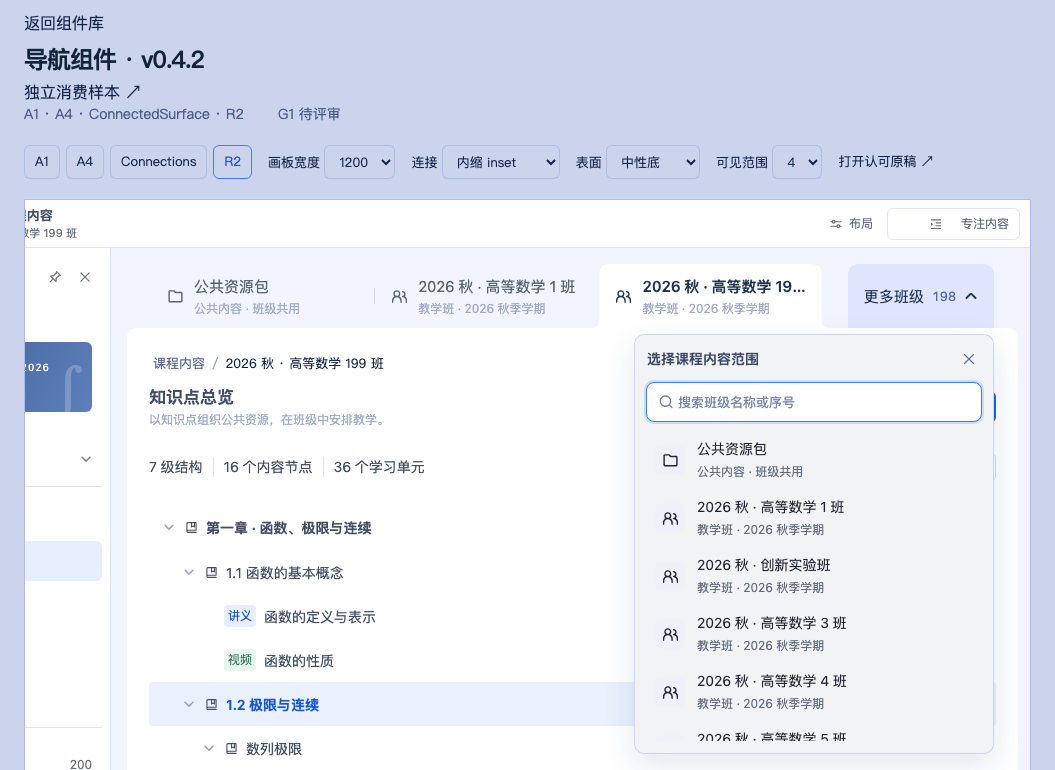 返回组件库
导航组件 · v0.4.2
独立消费样本 ↗
A1 · A4 · ConnectedSurface · R2 G1 待评审
A1 A4 Connections R2 画板宽度 1200 连接 内缩 inset 表面 中性底 可见范围 4 打开认可原稿 ↗
内容
学 199 班
布局 专注内容
公共资源包
公共内容 · 班级共用
2026 秋 · 高等数学 1 班
教学班 · 2026 秋季学期
2026 秋 · 高等数学 19...
教学班 · 2026 秋季学期
更多班级 198
2026
200
课程内容 / 2026 秋 · 高等数学 199 班
知识点总览
以知识点组织公共资源，在班级中安排教学。
7 级结构 16 个内容节点 36 个学习单元
第一章 · 函数、极限与连续
1.1 函数的基本概念
讲义 函数的定义与表示
视频 函数的性质
1.2 极限与连续
数列极限
选择课程内容范围
搜索班级名称或序号
公共资源包
公共内容 · 班级共用
2026 秋 · 高等数学 1 班
教学班 · 2026 秋季学期
2026 秋 · 创新实验班
教学班 · 2026 秋季学期
2026 秋 · 高等数学 3 班
教学班 · 2026 秋季学期
2026 秋 · 高等数学 4 班
教学班 · 2026 秋季学期
2026 秋 · 高等数学 5 班